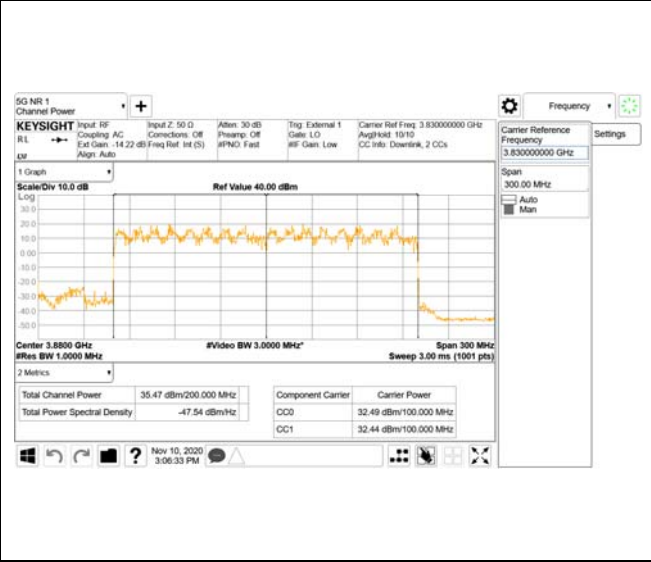 5G NR 1
Channel Power
Frequency
KEYSIGHT
RL
Input: RF
Coupling: AC
Ext Gain: -14.22 dB
Align: Auto
Input Z: 50 Ω
Corrections: Off
Freq Ref: Int (S)
Atten: 30 dB
Preamp: Off
#PNO: Fast
Trig: External 1
Gate: LO
#IF Gain: Low
Carrier Ref Freq: 3.830000000 GHz
Avg|Hold: 10/10
CC Info: Downlink, 2 CCs
Carrier Reference
Frequency
3.830000000 GHz
Settings
Span
300.00 MHz
Auto
Man
1 Graph
Scale/Div 10.0 dB
Ref Value 40.00 dBm
Log
30.0
20.0
10.0
0.00
-10.0
-20.0
-30.0
-40.0
-50.0
Center 3.8800 GHz
#Video BW 3.0000 MHz*
Span 300 MHz
#Res BW 1.0000 MHz
Sweep 3.00 ms (1001 pts)
2 Metrics
Total Channel Power 35.47 dBm/200.000 MHz
Total Power Spectral Density -47.54 dBm/Hz
Component Carrier Carrier Power
CC0 32.49 dBm/100.000 MHz
CC1 32.44 dBm/100.000 MHz
?
Nov 10, 2020
3:06:33 PM